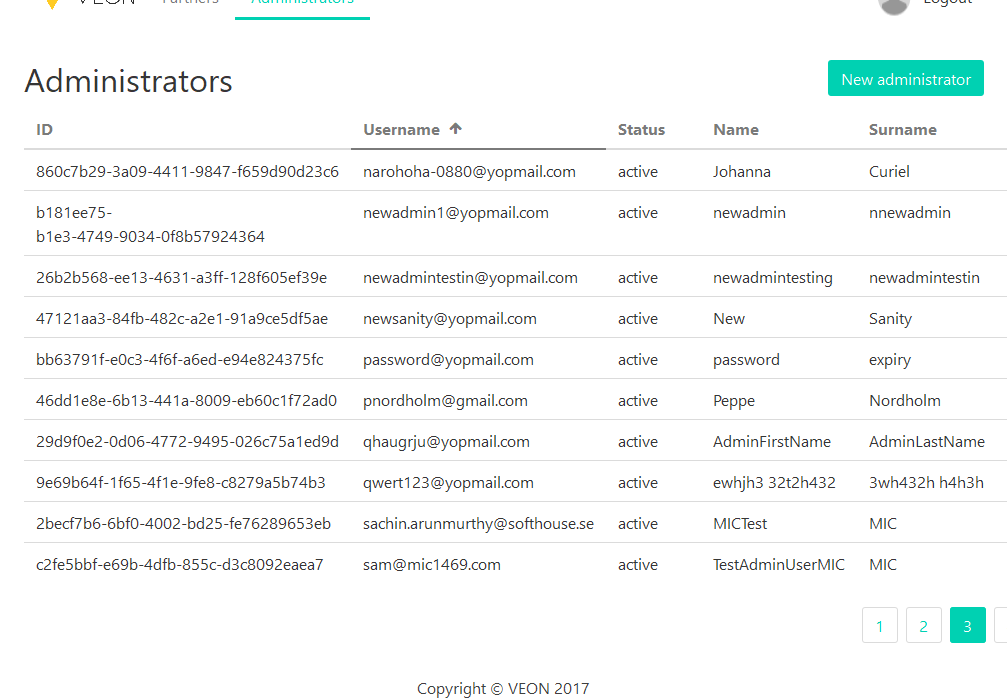 VEON Partners Administrators Logout
Administrators
New administrator
ID Username Status Name Surname
860c7b29-3a09-4411-9847-f659d90d23c6 narohoha-0880@yopmail.com active Johanna Curiel
b181ee75-
b1e3-4749-9034-0f8b57924364 newadmin1@yopmail.com active newadmin nnewadmin
26b2b568-ee13-4631-a3ff-128f605ef39e newadmintestin@yopmail.com active newadmintesting newadmintestin
47121aa3-84fb-482c-a2e1-91a9ce5df5ae newsanity@yopmail.com active New Sanity
bb63791f-e0c3-4f6f-a6ed-e94e824375fc password@yopmail.com active password expiry
46dd1e8e-6b13-441a-8009-eb60c1f72ad0 pnordholm@gmail.com active Peppe Nordholm
29d9f0e2-0d06-4772-9495-026c75a1ed9d qhaugrju@yopmail.com active AdminFirstName AdminLastName
9e69b64f-1f65-4f1e-9fe8-c8279a5b74b3 qwert123@yopmail.com active ewhjh3 32t2h432 3wh432h h4h3h
2becf7b6-6bf0-4002-bd25-fe76289653eb sachin.arunmurthy@softhouse.se active MICTest MIC
c2fe5bbf-e69b-4dfb-855c-d3c8092eaea7 sam@mic1469.com active TestAdminUserMIC MIC
1 2 3
Copyright © VEON 2017